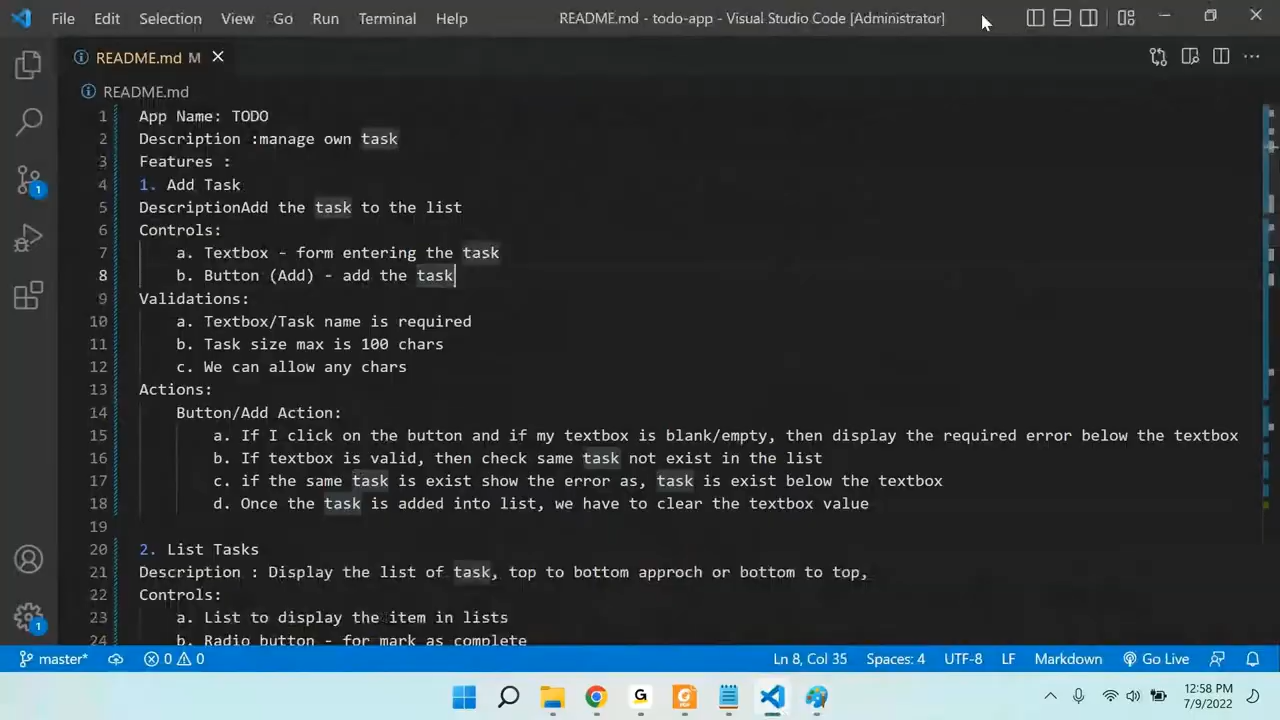 File Edit Selection View Go Run Terminal Help README.md - todo-app - Visual Studio Code [Administrator]
README.md M
README.md
1 App Name: TODO
2 Description :manage own task
3 Features :
4 1. Add Task
5 DescriptionAdd the task to the list
6 Controls:
7 a. Textbox - form entering the task
8 b. Button (Add) - add the task
9 Validations:
10 a. Textbox/Task name is required
11 b. Task size max is 100 chars
12 c. We can allow any chars
13 Actions:
14 Button/Add Action:
15 a. If I click on the button and if my textbox is blank/empty, then display the required error below the textbox
16 b. If textbox is valid, then check same task not exist in the list
17 c. if the same task is exist show the error as, task is exist below the textbox
18 d. Once the task is added into list, we have to clear the textbox value
19
20 2. List Tasks
21 Description : Display the list of task, top to bottom approch or bottom to top,
22 Controls:
23 a. List to display the item in lists
24 b. Radio button - for mark as complete
1
1
master* 0 0 Ln 8, Col 35 Spaces: 4 UTF-8 LF Markdown Go Live
G PDF 12:58 PM
7/9/2022